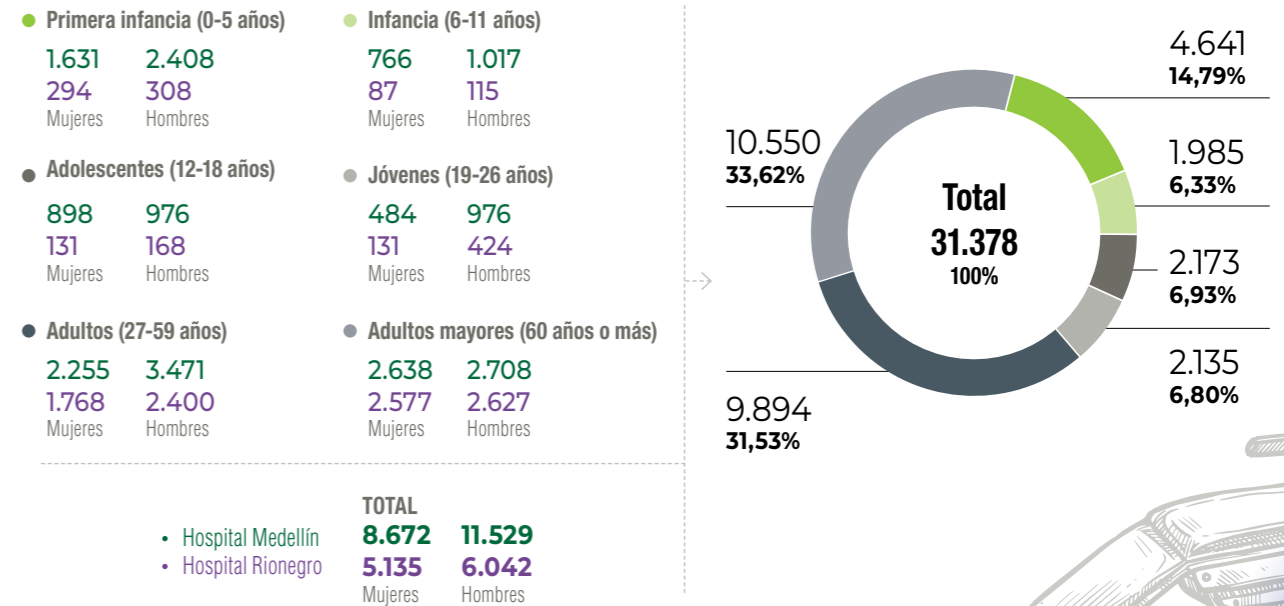 Primera infancia (0-5 años)
1.631 2.408
294 308
Mujeres Hombres
Infancia (6-11 años)
766 1.017
87 115
Mujeres Hombres
Adolescentes (12-18 años)
898 976
131 168
Mujeres Hombres
Jóvenes (19-26 años)
484 976
131 424
Mujeres Hombres
Adultos (27-59 años)
2.255 3.471
1.768 2.400
Mujeres Hombres
Adultos mayores (60 años o más)
2.638 2.708
2.577 2.627
Mujeres Hombres
TOTAL
• Hospital Medellín 8.672 11.529
• Hospital Rionegro 5.135 6.042
Mujeres Hombres
4.641
14,79%
1.985
6,33%
2.173
6,93%
2.135
6,80%
9.894
31,53%
10.550
33,62%
Total
31.378
100%